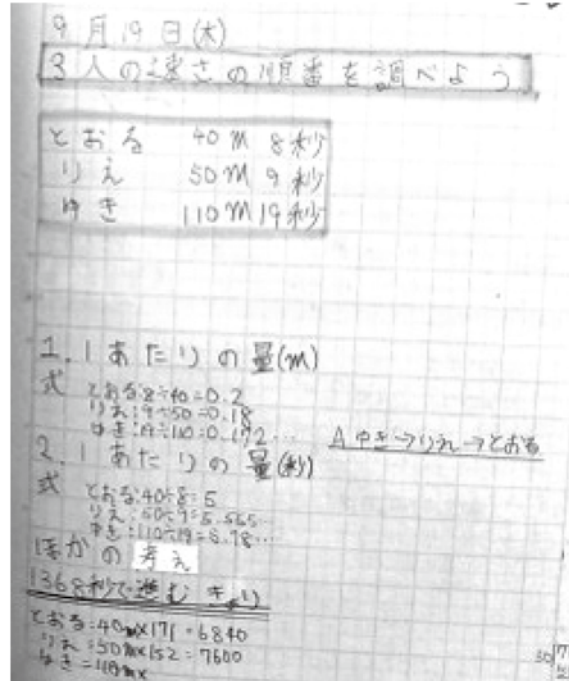 9月19日(木)
3人の速さの順番を調べよう
とおる 40m 8秒
りえ 50m 9秒
ゆき 110m 19秒
1. 1あたりの量(m)
式 とおる:8÷40=0.2
りえ:9÷50=0.18
ゆき:19÷110=0.172… A ゆき→りえ→とおる
2. 1あたりの量(秒)
式 とおる:40÷8=5
りえ:50÷9=5.555…
ゆき:110÷19=5.78…
ほかの考え
1368秒で進むきょり
とおる:40m×171=6840
りえ:50m×152=7600
ゆき=110m×